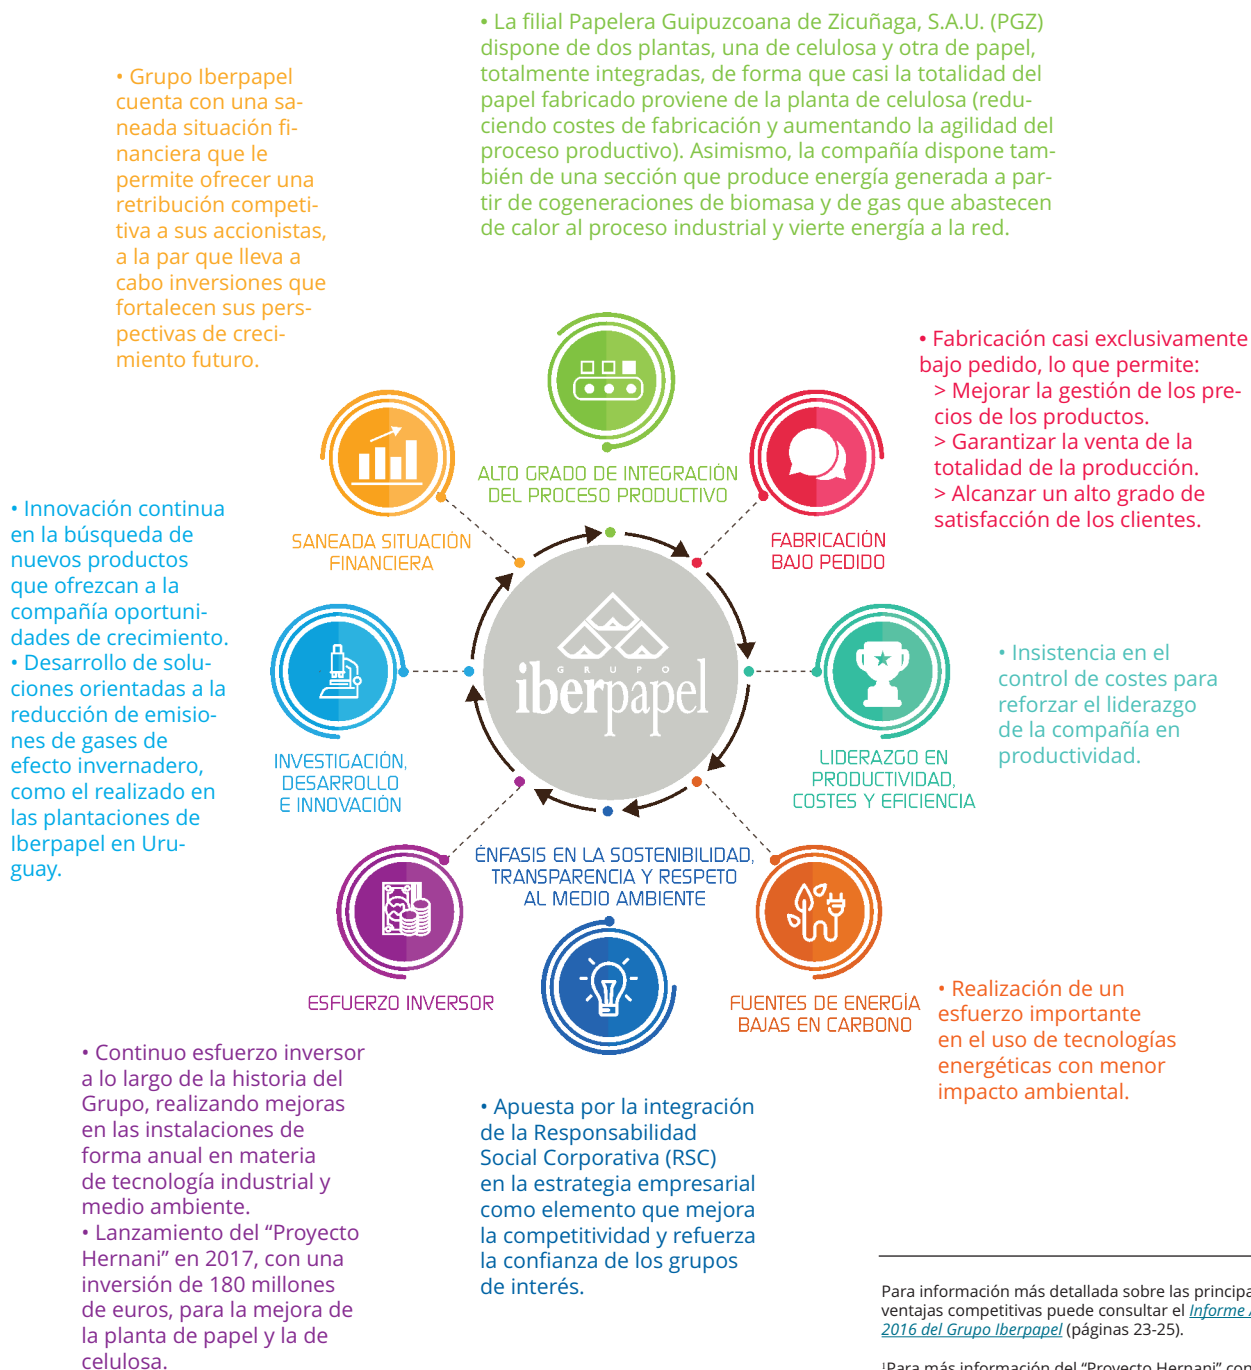 • La filial Papelera Guipuzcoana de Zicuñaga, S.A.U. (PGZ)
dispone de dos plantas, una de celulosa y otra de papel,
totalmente integradas, de forma que casi la totalidad del
papel fabricado proviene de la planta de celulosa (redu-
ciendo costes de fabricación y aumentando la agilidad del
proceso productivo). Asimismo, la compañía dispone tam-
bién de una sección que produce energía generada a par-
tir de cogeneraciones de biomasa y de gas que abastecen
de calor al proceso industrial y vierte energía a la red.
• Grupo Iberpapel
cuenta con una sa-
neada situación fi-
nanciera que le
permite ofrecer una
retribución competi-
tiva a sus accionistas,
a la par que lleva a
cabo inversiones que
fortalecen sus pers-
pectivas de creci-
miento futuro.
• Fabricación casi exclusivamente
bajo pedido, lo que permite:
> Mejorar la gestión de los pre-
cios de los productos.
> Garantizar la venta de la
totalidad de la producción.
> Alcanzar un alto grado de
satisfacción de los clientes.
ALTO GRADO DE INTEGRACIÓN
DEL PROCESO PRODUCTIVO
SANEADA SITUACIÓN
FINANCIERA
FABRICACIÓN
BAJO PEDIDO
• Innovación continua
en la búsqueda de
nuevos productos
que ofrezcan a la
compañía oportuni-
dades de crecimiento.
• Desarrollo de solu-
ciones orientadas a la
reducción de emisio-
nes de gases de
efecto invernadero,
como el realizado en
las plantaciones de
Iberpapel en Uru-
guay.
GRUPO
iberpapel
• Insistencia en el
control de costes para
reforzar el liderazgo
de la compañía en
productividad.
INVESTIGACIÓN,
DESARROLLO
E INNOVACIÓN
LIDERAZGO EN
PRODUCTIVIDAD,
COSTES Y EFICIENCIA
ÉNFASIS EN LA SOSTENIBILIDAD,
TRANSPARENCIA Y RESPETO
AL MEDIO AMBIENTE
ESFUERZO INVERSOR
FUENTES DE ENERGÍA
BAJAS EN CARBONO
• Realización de un
esfuerzo importante
en el uso de tecnologías
energéticas con menor
impacto ambiental.
• Continuo esfuerzo inversor
a lo largo de la historia del
Grupo, realizando mejoras
en las instalaciones de
forma anual en materia
de tecnología industrial y
medio ambiente.
• Lanzamiento del “Proyecto
Hernani” en 2017, con una
inversión de 180 millones
de euros, para la mejora de
la planta de papel y la de
celulosa.
• Apuesta por la integración
de la Responsabilidad
Social Corporativa (RSC)
en la estrategia empresarial
como elemento que mejora
la competitividad y refuerza
la confianza de los grupos
de interés.
Para información más detallada sobre las
ventajas competitivas puede consultar el Informe
2016 del Grupo Iberpapel (páginas 23-25).
¹Para más información del “Proyecto Hernani”